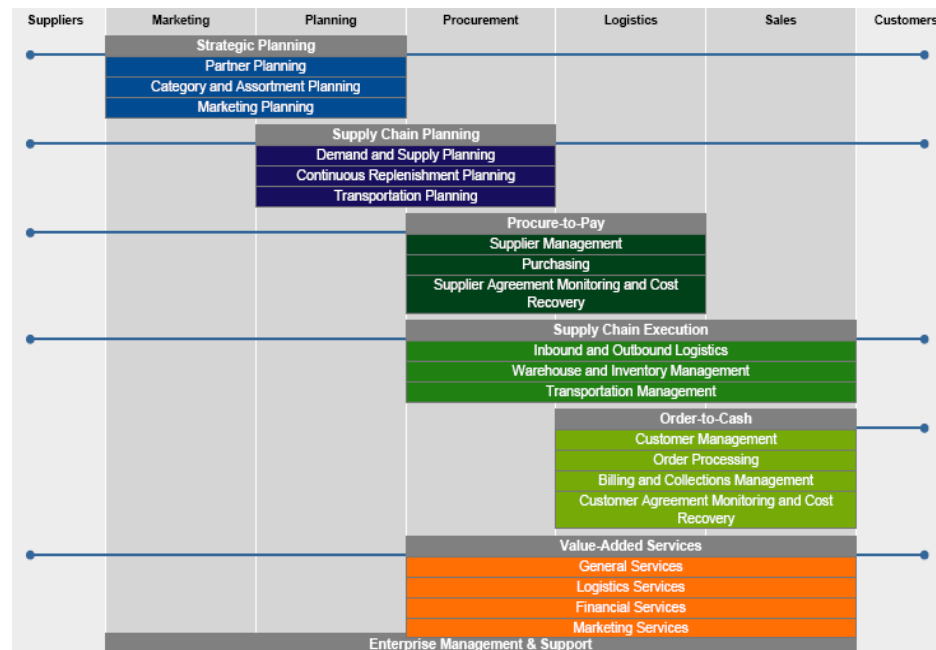 Suppliers Marketing Planning Procurement Logistics Sales Customers
Strategic Planning
Partner Planning
Category and Assortment Planning
Marketing Planning
Supply Chain Planning
Demand and Supply Planning
Continuous Replenishment Planning
Transportation Planning
Procure-to-Pay
Supplier Management
Purchasing
Supplier Agreement Monitoring and Cost
Recovery
Supply Chain Execution
Inbound and Outbound Logistics
Warehouse and Inventory Management
Transportation Management
Order-to-Cash
Customer Management
Order Processing
Billing and Collections Management
Customer Agreement Monitoring and Cost
Recovery
Value-Added Services
General Services
Logistics Services
Financial Services
Marketing Services
Enterprise Management & Support